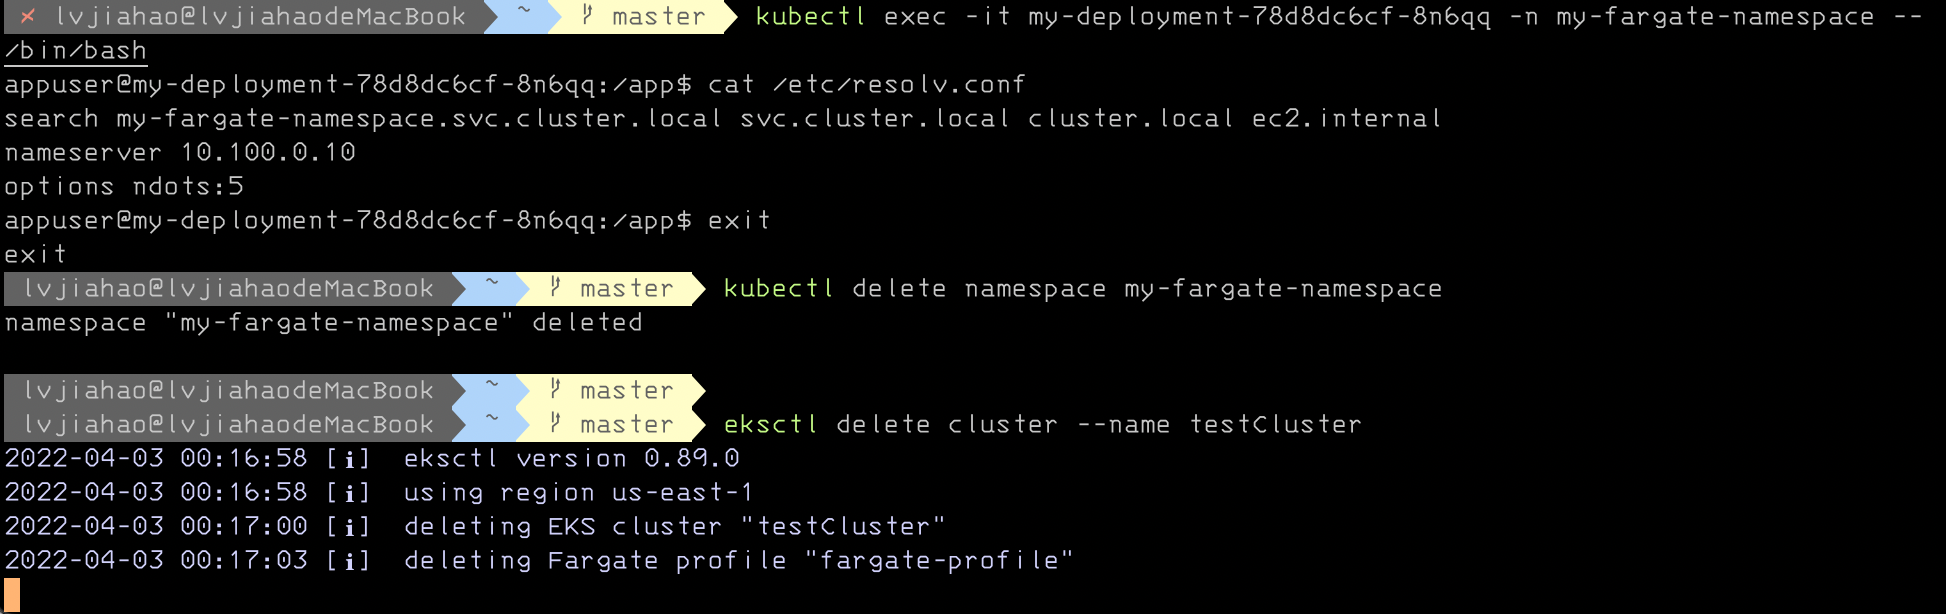 ✗ lvjiahao@lvjiahaodeMacBook ~ master kubectl exec -it my-deployment-78d8dc6cf-8n6qq -n my-fargate-namespace --
/bin/bash
appuser@my-deployment-78d8dc6cf-8n6qq:/app$ cat /etc/resolv.conf
search my-fargate-namespace.svc.cluster.local svc.cluster.local cluster.local ec2.internal
nameserver 10.100.0.10
options ndots:5
appuser@my-deployment-78d8dc6cf-8n6qq:/app$ exit
exit
lvjiahao@lvjiahaodeMacBook ~ master kubectl delete namespace my-fargate-namespace
namespace "my-fargate-namespace" deleted
lvjiahao@lvjiahaodeMacBook ~ master
lvjiahao@lvjiahaodeMacBook ~ master eksctl delete cluster --name testCluster
2022-04-03 00:16:58 [ℹ]  eksctl version 0.89.0
2022-04-03 00:16:58 [ℹ]  using region us-east-1
2022-04-03 00:17:00 [ℹ]  deleting EKS cluster "testCluster"
2022-04-03 00:17:03 [ℹ]  deleting Fargate profile "fargate-profile"